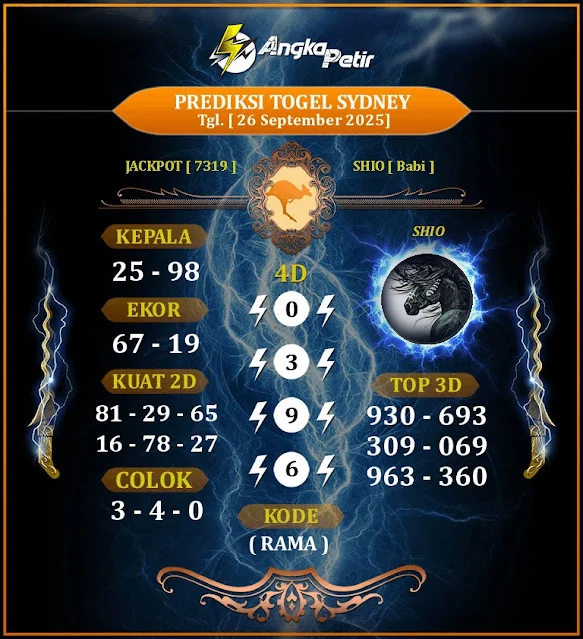 Angka Petir
PREDIKSI TOGEL SYDNEY
Tgl. [ 26 September 2025]
JACKPOT [ 7319 ]
SHIO [ Babi ]
KEPALA
25 - 98
EKOR
67 - 19
KUAT 2D
81 - 29 - 65
16 - 78 - 27
COLOK
3 - 4 - 0
4D
0
3
9
6
KODE
( RAMA )
SHIO
TOP 3D
930 - 693
309 - 069
963 - 360